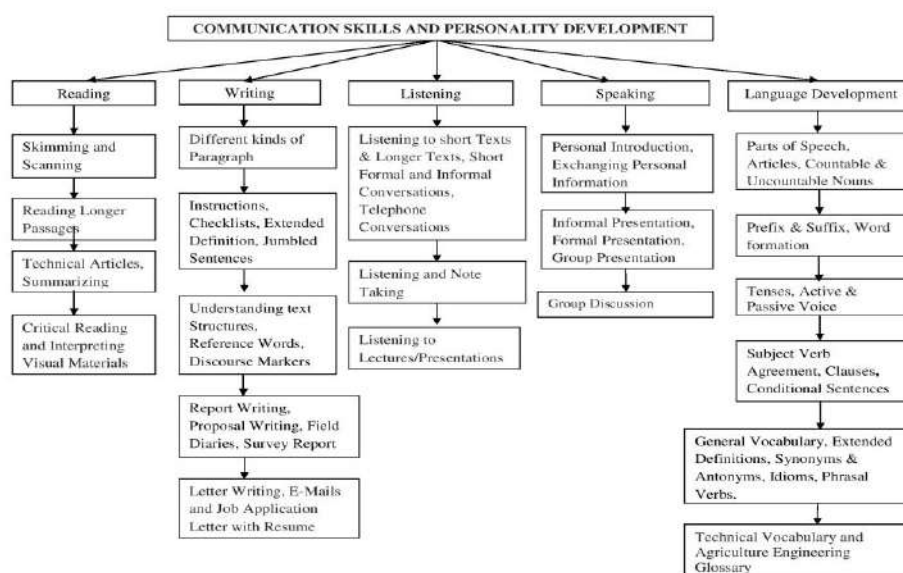 COMMUNICATION SKILLS AND PERSONALITY DEVELOPMENT
Reading
Skimming and
Scanning
Reading Longer
Passages
Technical Articles,
Summarizing
Critical Reading
and Interpreting
Visual Materials
Writing
Different kinds of
Paragraph
Instructions,
Checklists, Extended
Definition, Jumbled
Sentences
Understanding text
Structures,
Reference Words,
Discourse Markers
Report Writing,
Proposal Writing, Field
Diaries, Survey Report
Letter Writing, E-Mails
and Job Application
Letter with Resume
Listening
Listening to short Texts
& Longer Texts, Short
Formal and Informal
Conversations,
Telephone
Conversations
Listening and Note
Taking
Listening to
Lectures/Presentations
Speaking
Personal Introduction,
Exchanging Personal
Information
Informal Presentation,
Formal Presentation,
Group Presentation
Group Discussion
Language Development
Parts of Speech,
Articles, Countable &
Uncountable Nouns
Prefix & Suffix, Word
formation
Tenses, Active &
Passive Voice
Subject Verb
Agreement, Clauses,
Conditional Sentences
General Vocabulary, Extended
Definitions, Synonyms &
Antonyms, Idioms, Phrasal
Verbs.
Technical Vocabulary and
Agriculture Engineering
Glossary